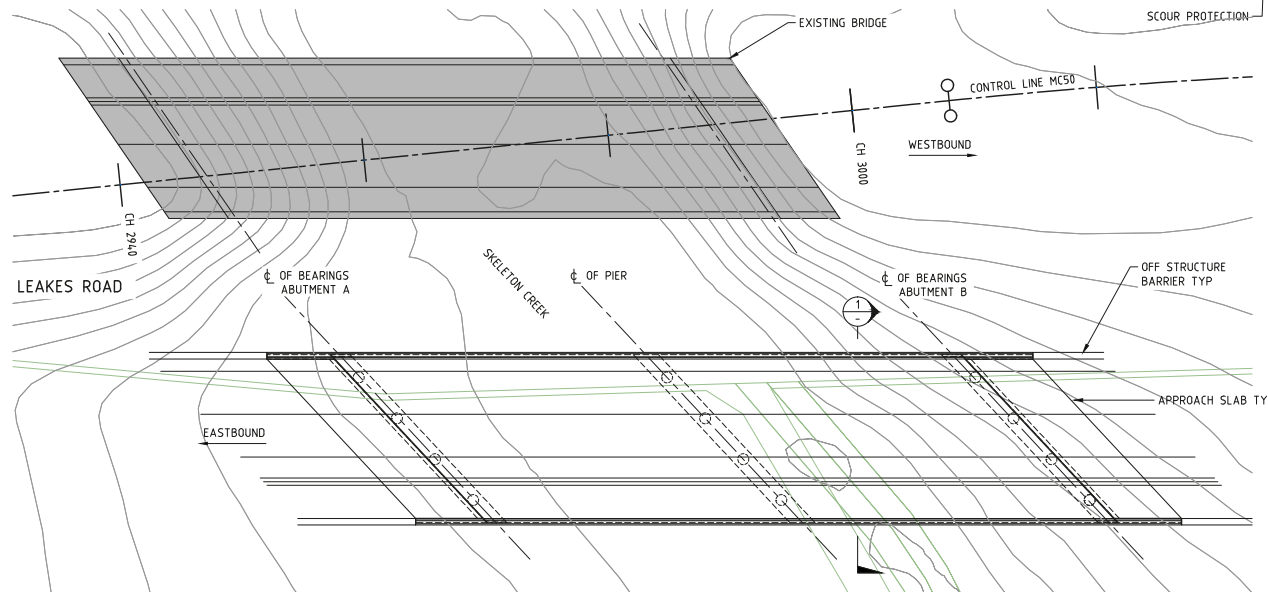 SCOUR PROTECTION
EXISTING BRIDGE
CONTROL LINE MC50
WESTBOUND
CH 3000
CH 2940
LEAKES ROAD
℄ OF BEARINGS
ABUTMENT A
SKELETON CREEK
℄ OF PIER
℄ OF BEARINGS
ABUTMENT B
OFF STRUCTURE
BARRIER TYP
1
-
APPROACH SLAB TY
EASTBOUND